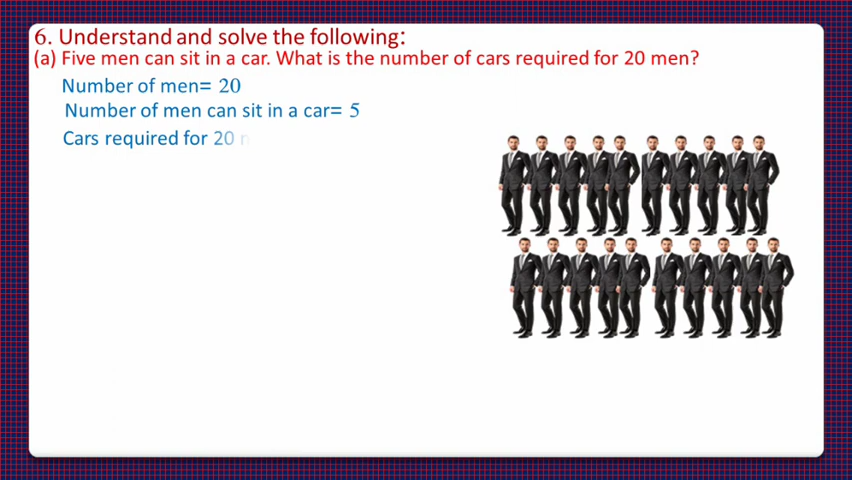 6. Understand and solve the following:
(a) Five men can sit in a car. What is the number of cars required for 20 men?
Number of men= 20
Number of men can sit in a car= 5
Cars required for 20